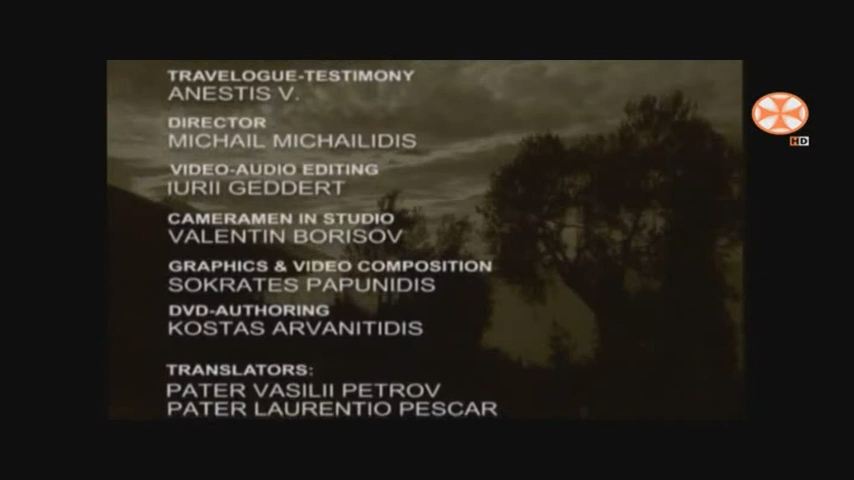 TRAVELOGUE-TESTIMONY
ANESTIS V.
DIRECTOR
MICHAIL MICHAILIDIS
VIDEO-AUDIO EDITING
IURII GEDDERT
CAMERAMEN IN STUDIO
VALENTIN BORISOV
GRAPHICS & VIDEO COMPOSITION
SOKRATES PAPUNIDIS
DVD-AUTHORING
KOSTAS ARVANITIDIS
TRANSLATORS:
PATER VASILII PETROV
PATER LAURENTIO PESCAR
HD